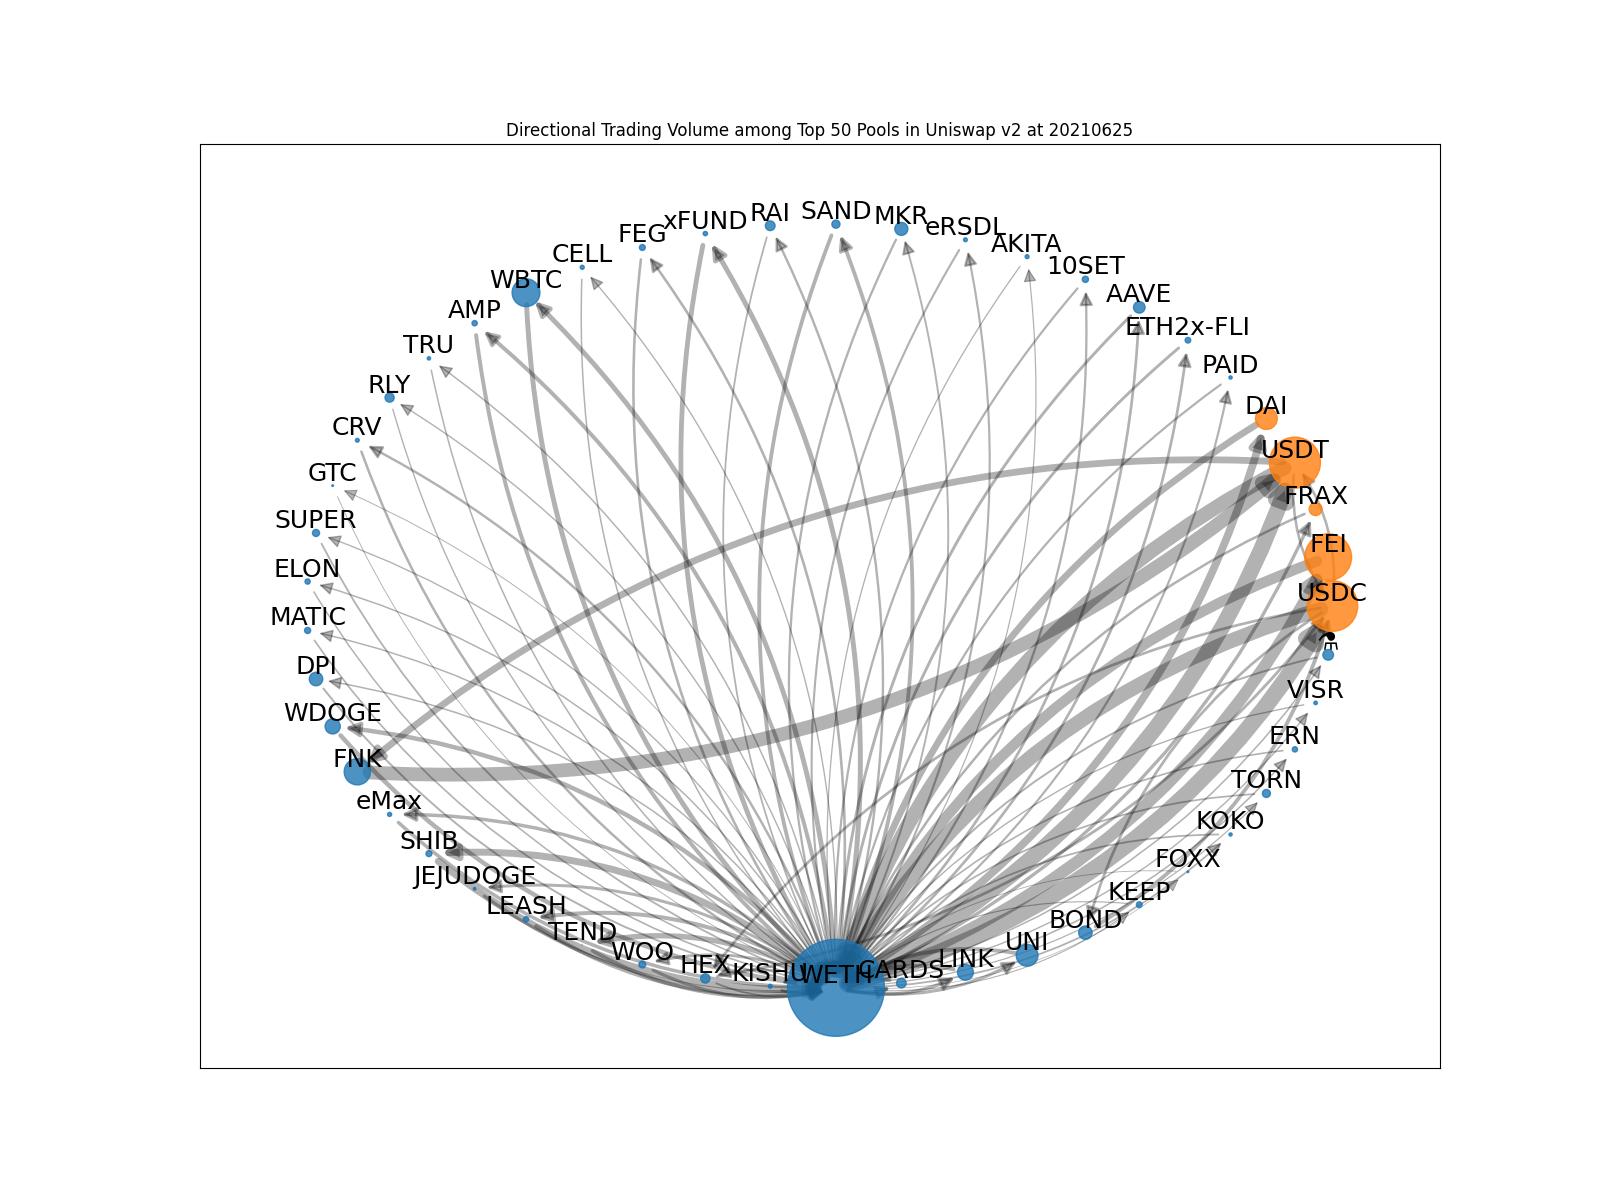 Directional Trading Volume among Top 50 Pools in Uniswap v2 at 20210625
SAND
RAI
MKR
xFUND
eRSDL
FEG
AKITA
CELL
10SET
WBTC
AAVE
AMP
ETH2x-FLI
TRU
PAID
RLY
DAI
CRV
USDT
GTC
FRAX
SUPER
FEI
ELON
USDC
MATIC
DPI
VISR
WDOGE
ERN
FNK
TORN
eMax
KOKO
SHIB
FOXX
JEJUDOGE
KEEP
LEASH
BOND
TEND
UNI
WOO
LINK
HEX
CARDS
KISHU
WETH